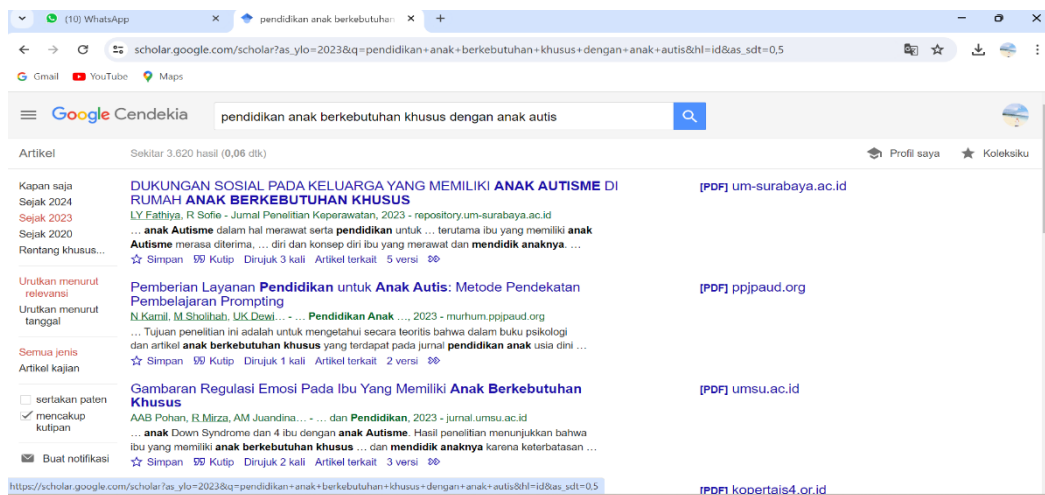 (10) WhatsApp
pendidikan anak berkebutuhan
scholar.google.com/scholar?as_ylo=2023&q=pendidikan+anak+berkebutuhan+khusus+dengan+anak+autis&hl=id&as_sdt=0,5
Gmail YouTube Maps
Google Cendekia
pendidikan anak berkebutuhan khusus dengan anak autis
Artikel
Sekitar 3.620 hasil (0,06 dtk)
Profil saya
Koleksiku
Kapan saja
Sejak 2024
Sejak 2023
Sejak 2020
Rentang khusus...
Urutkan menurut
relevansi
Urutkan menurut
tanggal
Semua jenis
Artikel kajian
sertakan paten
mencakup
kutipan
Buat notifikasi
DUKUNGAN SOSIAL PADA KELUARGA YANG MEMILIKI ANAK AUTISME DI
RUMAH ANAK BERKEBUTUHAN KHUSUS
LY Fathiya, R Sofie - Jurnal Penelitian Keperawatan, 2023 - repository.um-surabaya.ac.id
… anak Autisme dalam hal merawat serta pendidikan untuk … terutama ibu yang memiliki anak
Autisme merasa diterima, … diri dan konsep diri ibu yang merawat dan mendidik anaknya. …
Simpan Kutip Dirujuk 3 kali Artikel terkait 5 versi
[PDF] um-surabaya.ac.id
Pemberian Layanan Pendidikan untuk Anak Autis: Metode Pendekatan
Pembelajaran Prompting
N Kamil, M Sholihah, UK Dewi… - … Pendidikan Anak …, 2023 - murhum.ppjpaud.org
… Tujuan penelitian ini adalah untuk mengetahui secara teoritis bahwa dalam buku psikologi
dan artikel anak berkebutuhan khusus yang terdapat pada jurnal pendidikan anak usia dini …
Simpan Kutip Dirujuk 1 kali Artikel terkait 2 versi
[PDF] ppjpaud.org
Gambaran Regulasi Emosi Pada Ibu Yang Memiliki Anak Berkebutuhan
Khusus
AAB Pohan, R Mirza, AM Juandina… - … dan Pendidikan, 2023 - jurnal.umsu.ac.id
… anak Down Syndrome dan 4 ibu dengan anak Autisme. Hasil penelitian menunjukkan bahwa
ibu yang memiliki anak berkebutuhan khusus … dan mendidik anaknya karena keterbatasan …
Simpan Kutip Dirujuk 2 kali Artikel terkait 3 versi
[PDF] umsu.ac.id
[PDF] kopertais4.or.id
https://scholar.google.com/scholar?as_ylo=2023&q=pendidikan+anak+berkebutuhan+khusus+dengan+anak+autis&hl=id&as_sdt=0,5